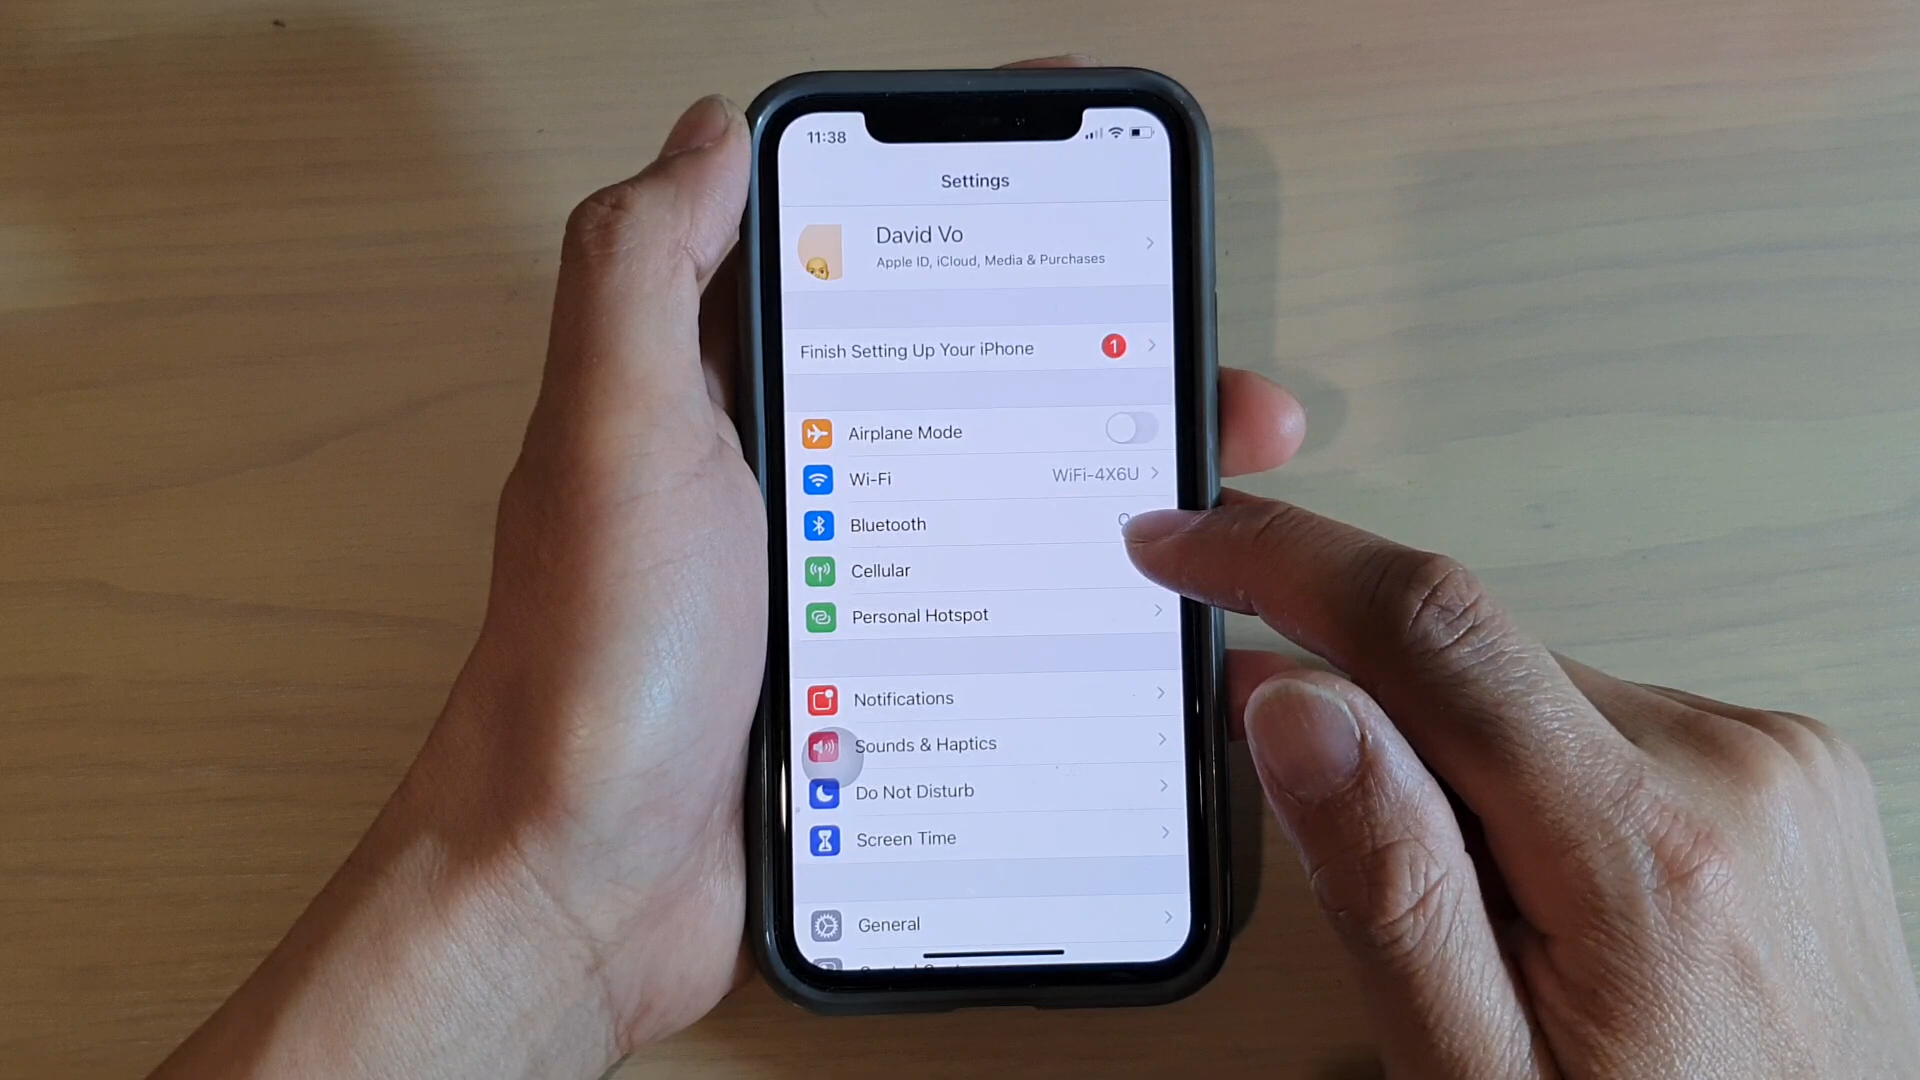 11:38
Settings
David Vo
Apple ID, iCloud, Media & Purchases
Finish Setting Up Your iPhone 1
Airplane Mode
Wi-Fi WiFi-4X6U
Bluetooth
Cellular
Personal Hotspot
Notifications
Sounds & Haptics
Do Not Disturb
Screen Time
General